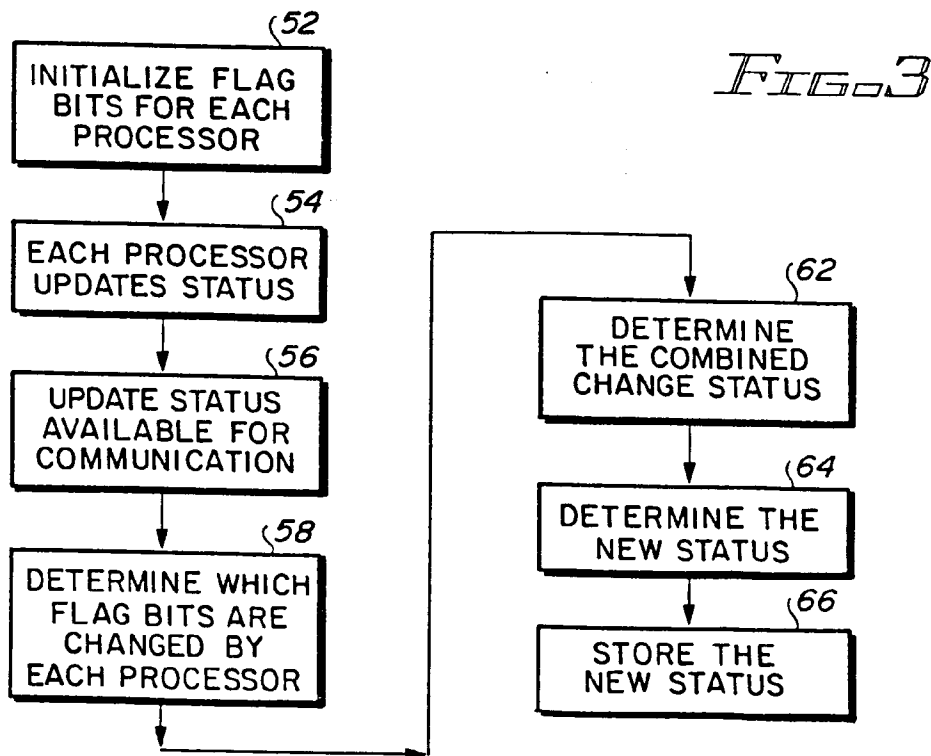 FIG. 3
52
INITIALIZE FLAG
BITS FOR EACH
PROCESSOR
54
EACH PROCESSOR
UPDATES STATUS
56
UPDATE STATUS
AVAILABLE FOR
COMMUNICATION
58
DETERMINE WHICH
FLAG BITS ARE
CHANGED BY
EACH PROCESSOR
62
DETERMINE
THE COMBINED
CHANGE STATUS
64
DETERMINE THE
NEW STATUS
66
STORE THE
NEW STATUS